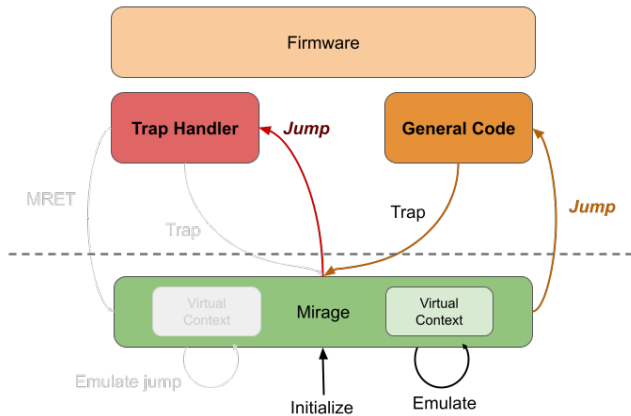 Firmware
Trap Handler
Jump
General Code
MRET
Trap
Trap
Jump
Virtual
Context
Mirage
Virtual
Context
Emulate jump
Initialize
Emulate